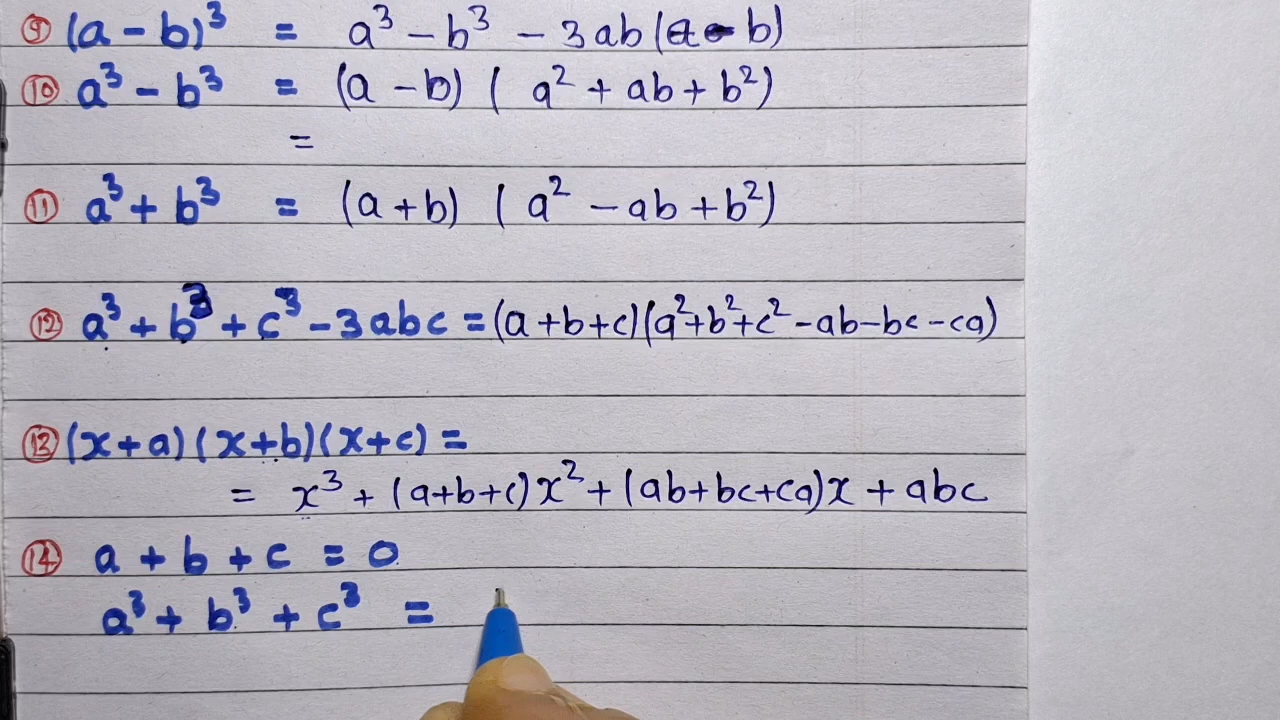 ⑨ (a - b)³ = a³ - b³ - 3ab(a - b)
⑩ a³ - b³ = (a - b) ( a² + ab + b²)
=
⑪ a³ + b³ = (a + b) ( a² - ab + b²)
⑫ a³ + b³ + c³ - 3abc = (a + b + c)(a² + b² + c² - ab - bc - ca)
⑬ (x + a) (x + b)(x + c) =
= x³ + (a + b + c)x² + (ab + bc + ca)x + abc
⑭ a + b + c = 0
a³ + b³ + c³ =